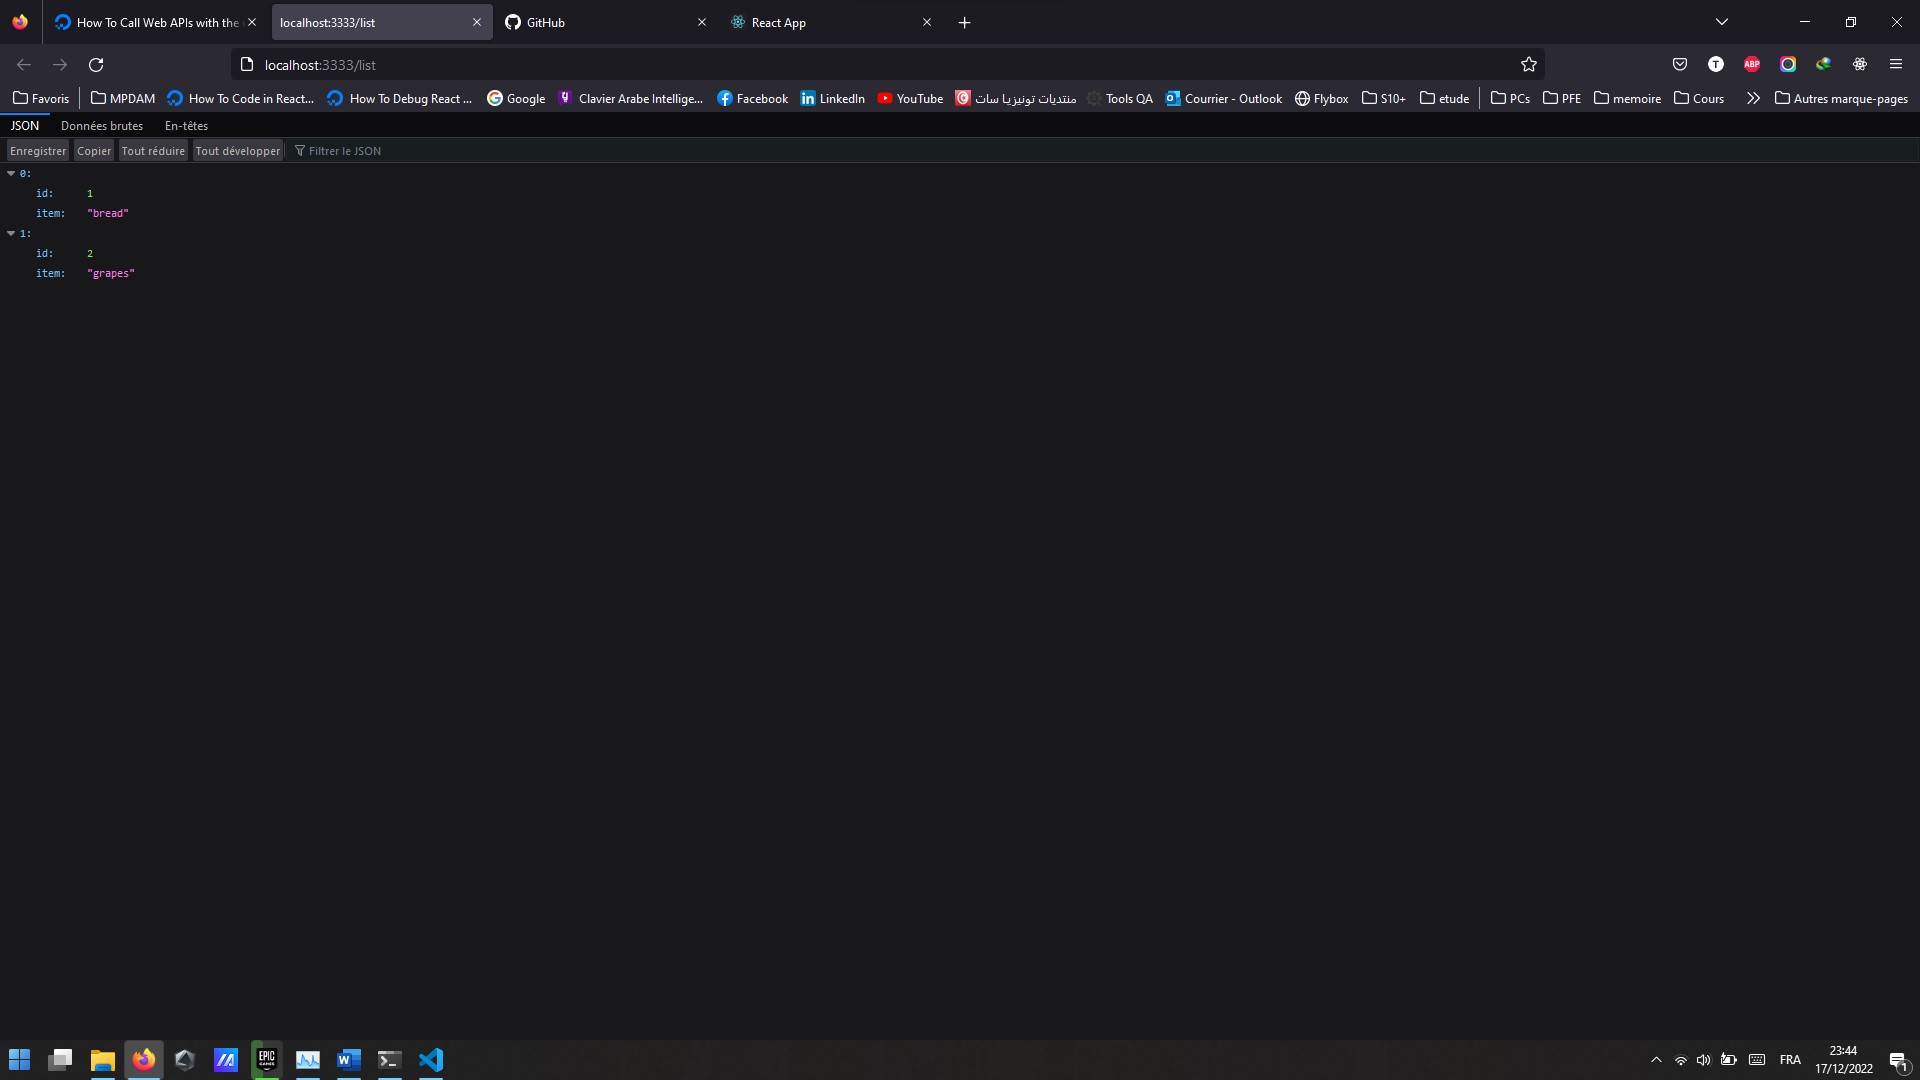 How To Call Web APIs with the
localhost:3333/list
GitHub
React App
localhost:3333/list
T
ABP
Favoris
MPDAM
How To Code in React...
How To Debug React ...
Google
Clavier Arabe Intellige...
Facebook
LinkedIn
YouTube
منتديات تونيزيا سات
Tools QA
Courrier - Outlook
Flybox
S10+
etude
PCs
PFE
memoire
Cours
Autres marque-pages
JSON
Données brutes
En-têtes
Enregistrer
Copier
Tout réduire
Tout développer
Filtrer le JSON
0:
id: 1
item: "bread"
1:
id: 2
item: "grapes"
EPIC GAMES
W
FRA
23:44
17/12/2022
1